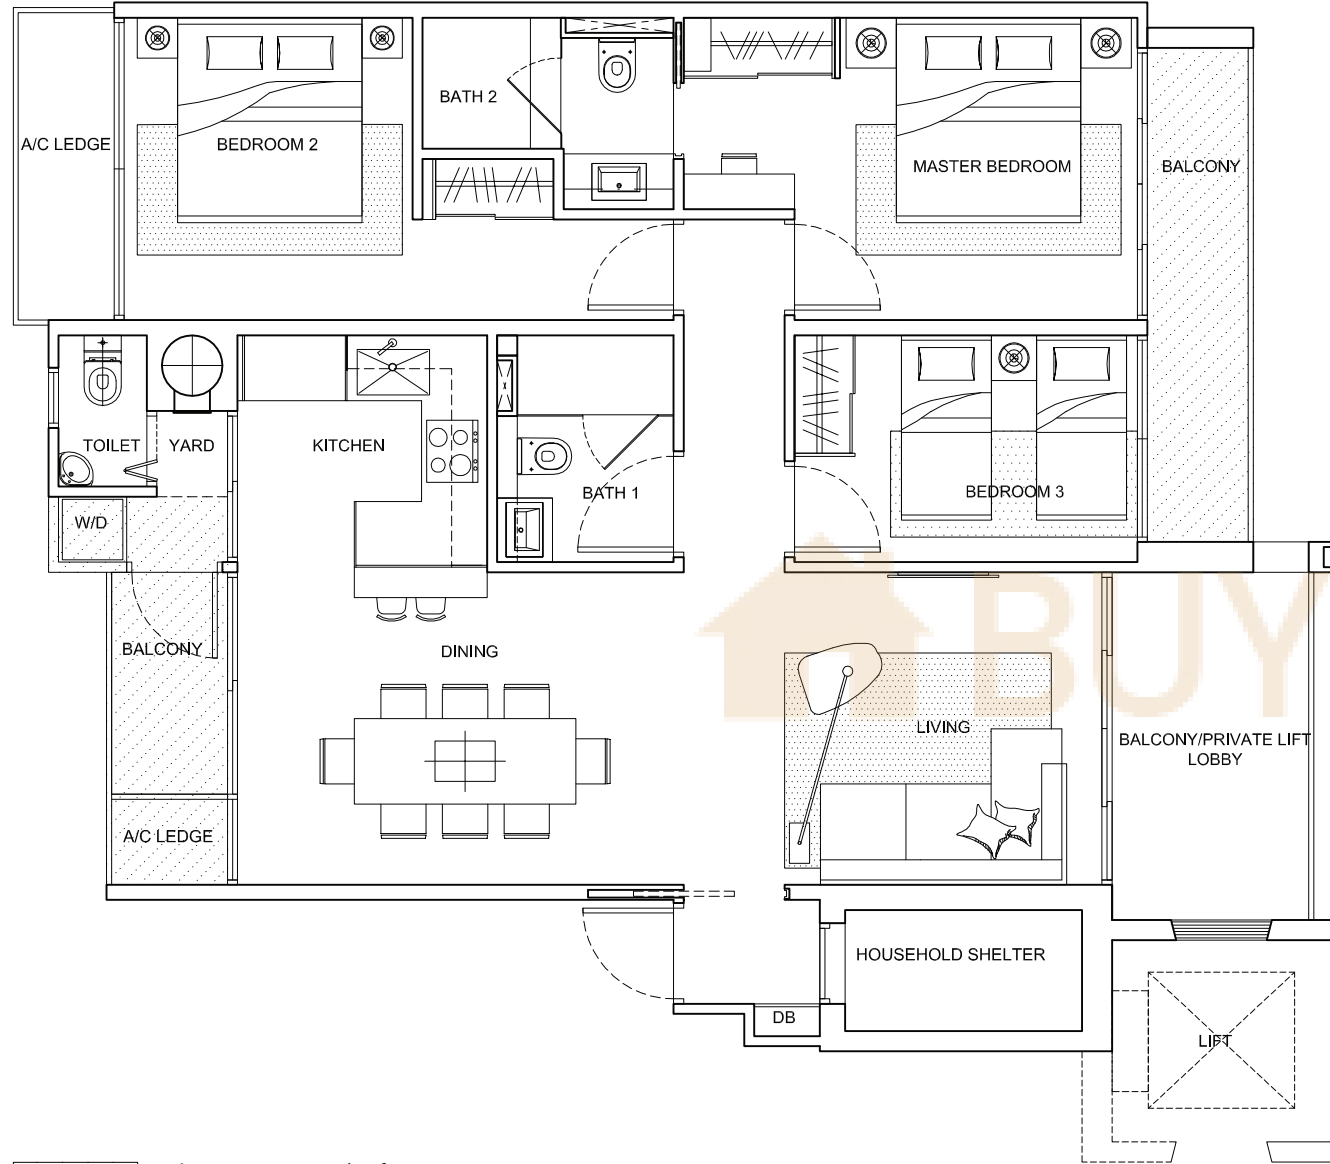 BATH 2
A/C LEDGE
BEDROOM 2
MASTER BEDROOM
BALCONY
TOILET
YARD
KITCHEN
BATH 1
BEDROOM 3
W/D
BUY
BALCONY
DINING
LIVING
BALCONY/PRIVATE LIFT
LOBBY
A/C LEDGE
HOUSEHOLD SHELTER
DB
LIFT